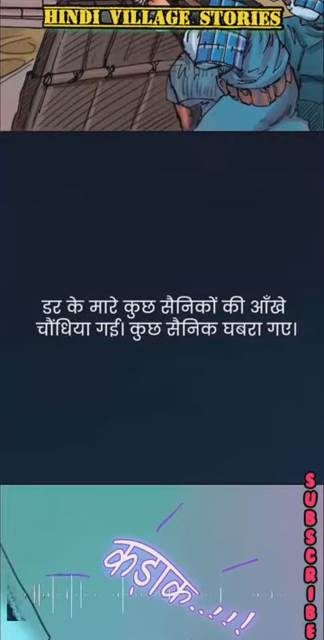 HINDI VILLAGE STORIES
डर के मारे कुछ सैनिकों की आँखे
चौंधिया गई। कुछ सैनिक घबरा गए।
कड़ाक...!!!
SUBSCRIBE